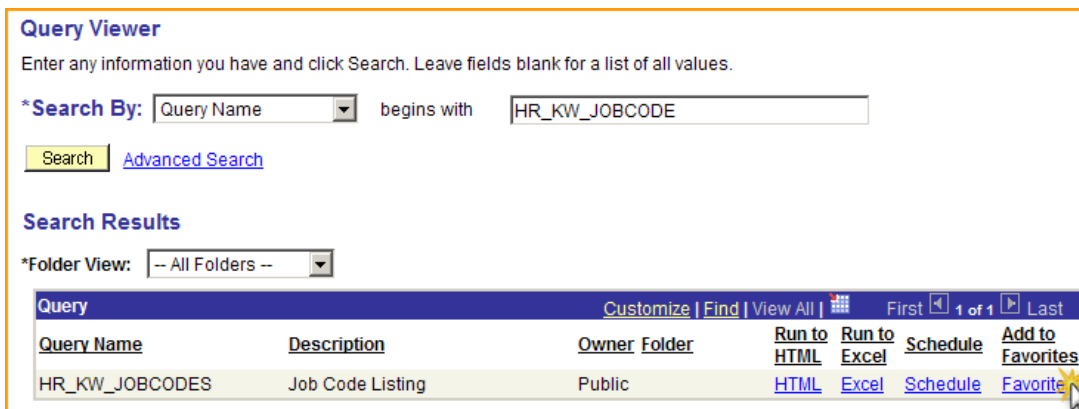 Query Viewer
Enter any information you have and click Search. Leave fields blank for a list of all values.
*Search By: Query Name begins with HR_KW_JOBCODE
Search Advanced Search
Search Results
*Folder View: -- All Folders --
Query Customize | Find | View All | First 1 of 1 Last
Query Name Description Owner Folder Run to HTML Run to Excel Schedule Add to Favorites
HR_KW_JOBCODES Job Code Listing Public HTML Excel Schedule Favorite